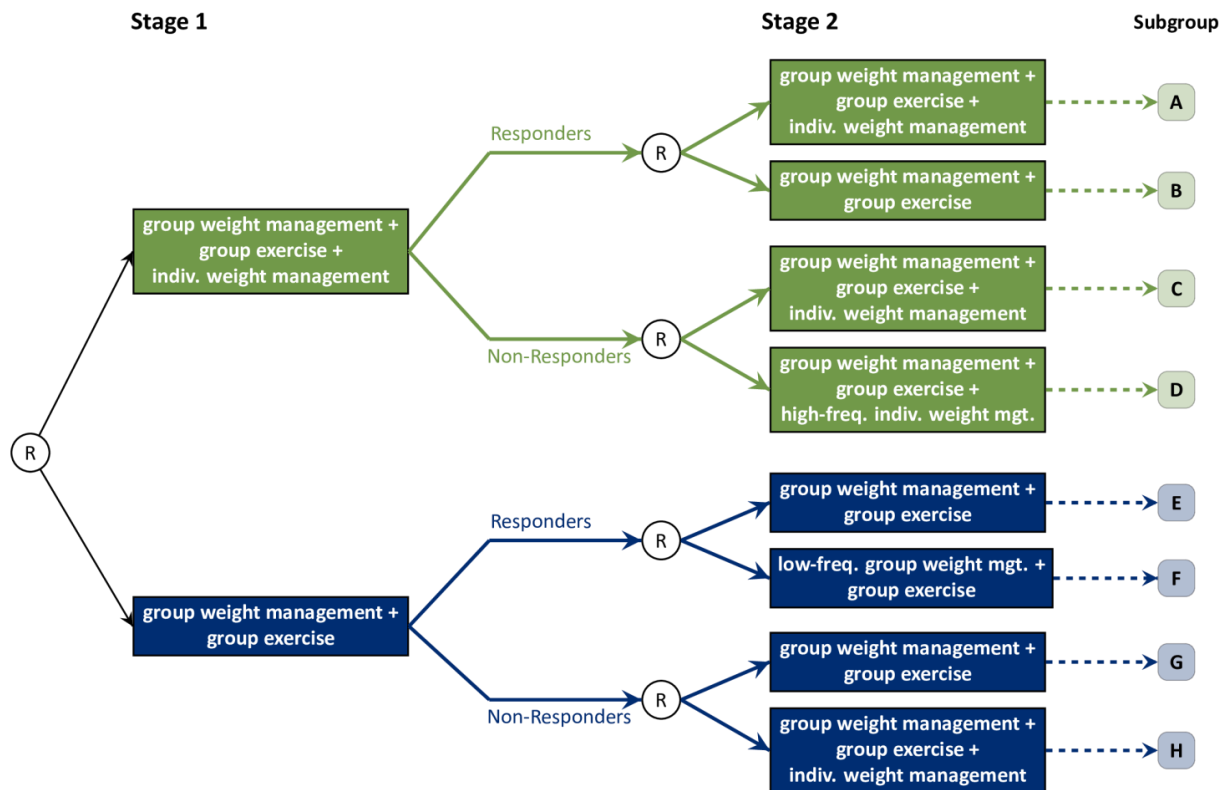 Stage 1
Stage 2
Subgroup
group weight management +
group exercise +
indiv. weight management
A
Responders
R
group weight management +
group exercise
B
group weight management +
group exercise +
indiv. weight management
group weight management +
group exercise +
indiv. weight management
C
R
Non-Responders
group weight management +
group exercise +
high-freq. indiv. weight mgt.
D
R
group weight management +
group exercise
E
Responders
R
low-freq. group weight mgt. +
group exercise
F
group weight management +
group exercise
group weight management +
group exercise
G
R
Non-Responders
group weight management +
group exercise +
indiv. weight management
H